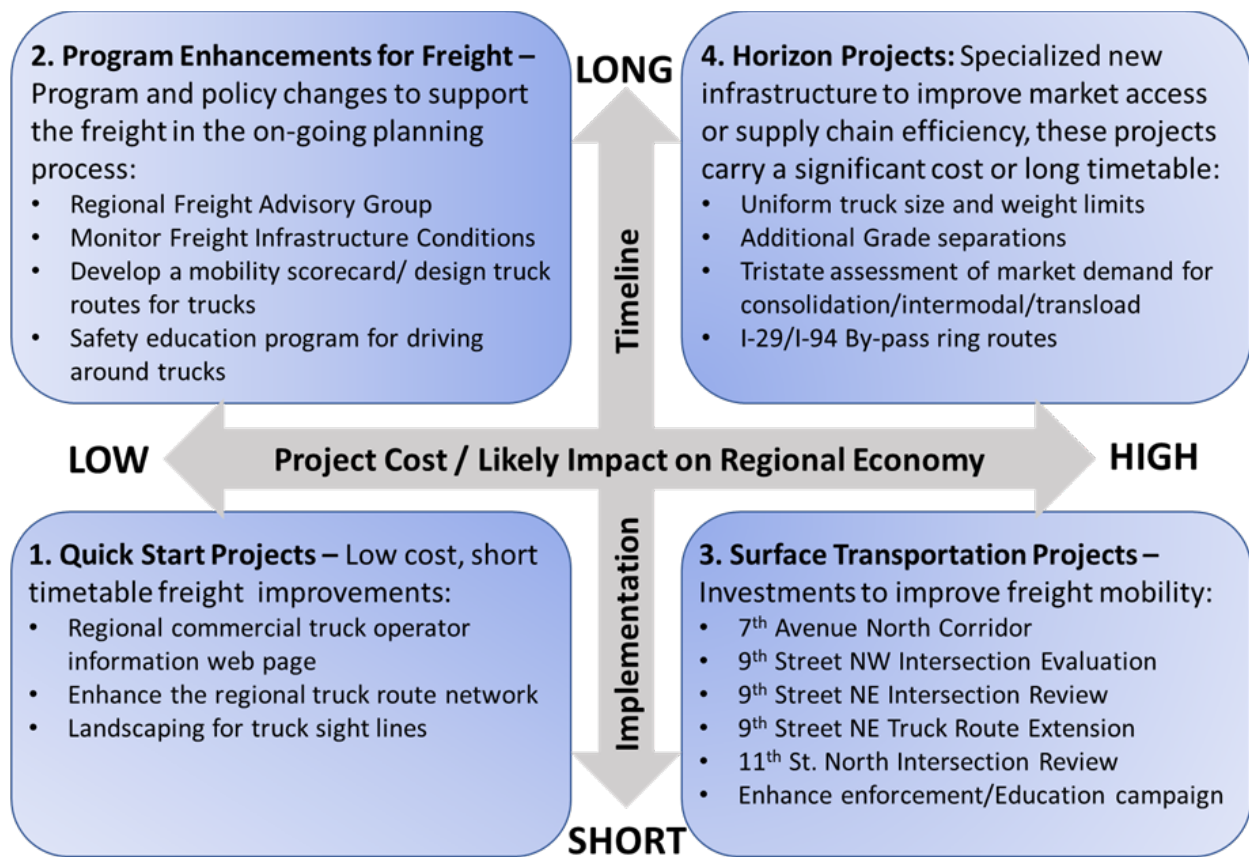 2. Program Enhancements for Freight –
Program and policy changes to support
the freight in the on-going planning
process:
• Regional Freight Advisory Group
• Monitor Freight Infrastructure Conditions
• Develop a mobility scorecard/ design truck
routes for trucks
• Safety education program for driving
around trucks
LONG
4. Horizon Projects: Specialized new
infrastructure to improve market access
or supply chain efficiency, these projects
carry a significant cost or long timetable:
• Uniform truck size and weight limits
• Additional Grade separations
• Tristate assessment of market demand for
consolidation/intermodal/transload
• I-29/I-94 By-pass ring routes
Timeline
LOW
Project Cost / Likely Impact on Regional Economy
HIGH
Implementation
1. Quick Start Projects – Low cost, short
timetable freight improvements:
• Regional commercial truck operator
information web page
• Enhance the regional truck route network
• Landscaping for truck sight lines
3. Surface Transportation Projects –
Investments to improve freight mobility:
• 7th Avenue North Corridor
• 9th Street NW Intersection Evaluation
• 9th Street NE Intersection Review
• 9th Street NE Truck Route Extension
• 11th St. North Intersection Review
• Enhance enforcement/Education campaign
SHORT